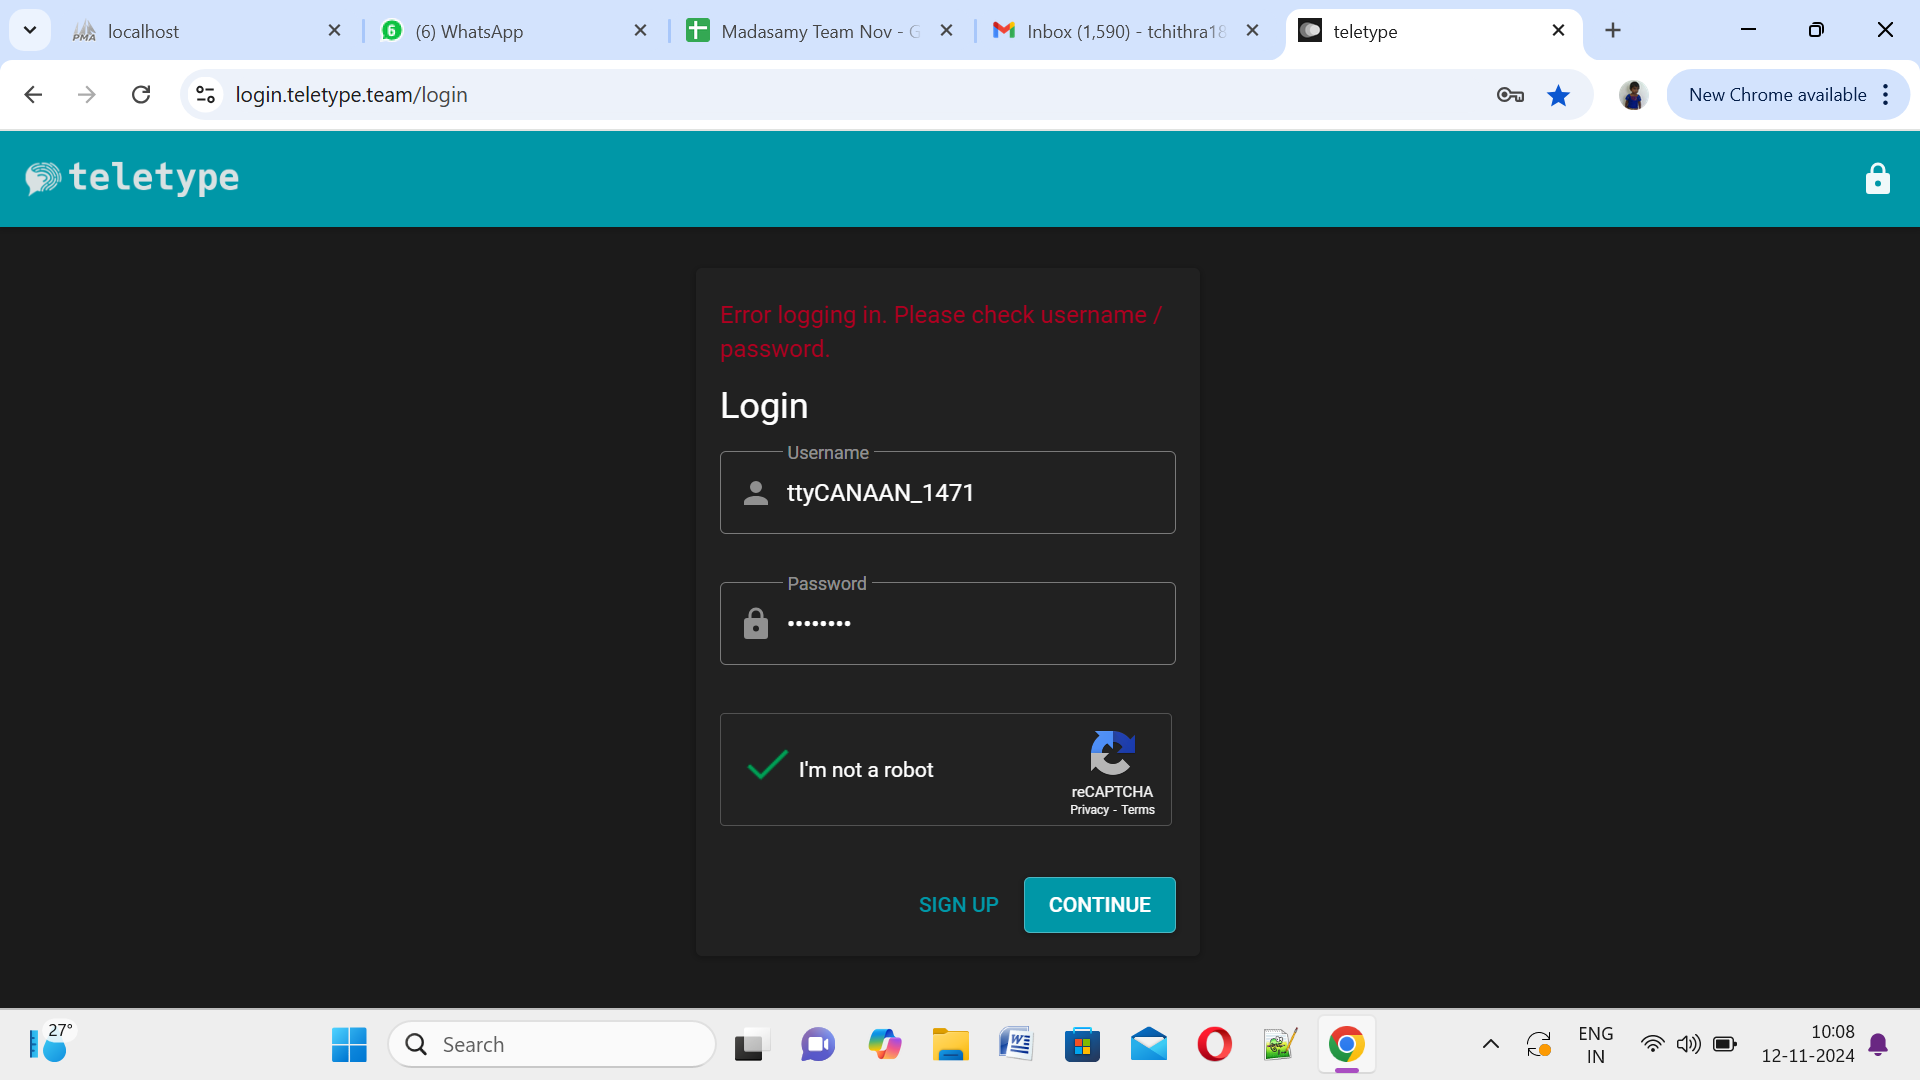 localhost
6
(6) WhatsApp
Madasamy Team Nov - G
Inbox (1,590) - tchithra18
teletype
login.teletype.team/login
New Chrome available
teletype
Error logging in. Please check username /
password.
Login
Username
ttyCANAAN_1471
Password
••••••••
I'm not a robot
reCAPTCHA
Privacy - Terms
SIGN UP
CONTINUE
27°
Search
ENG
IN
10:08
12-11-2024